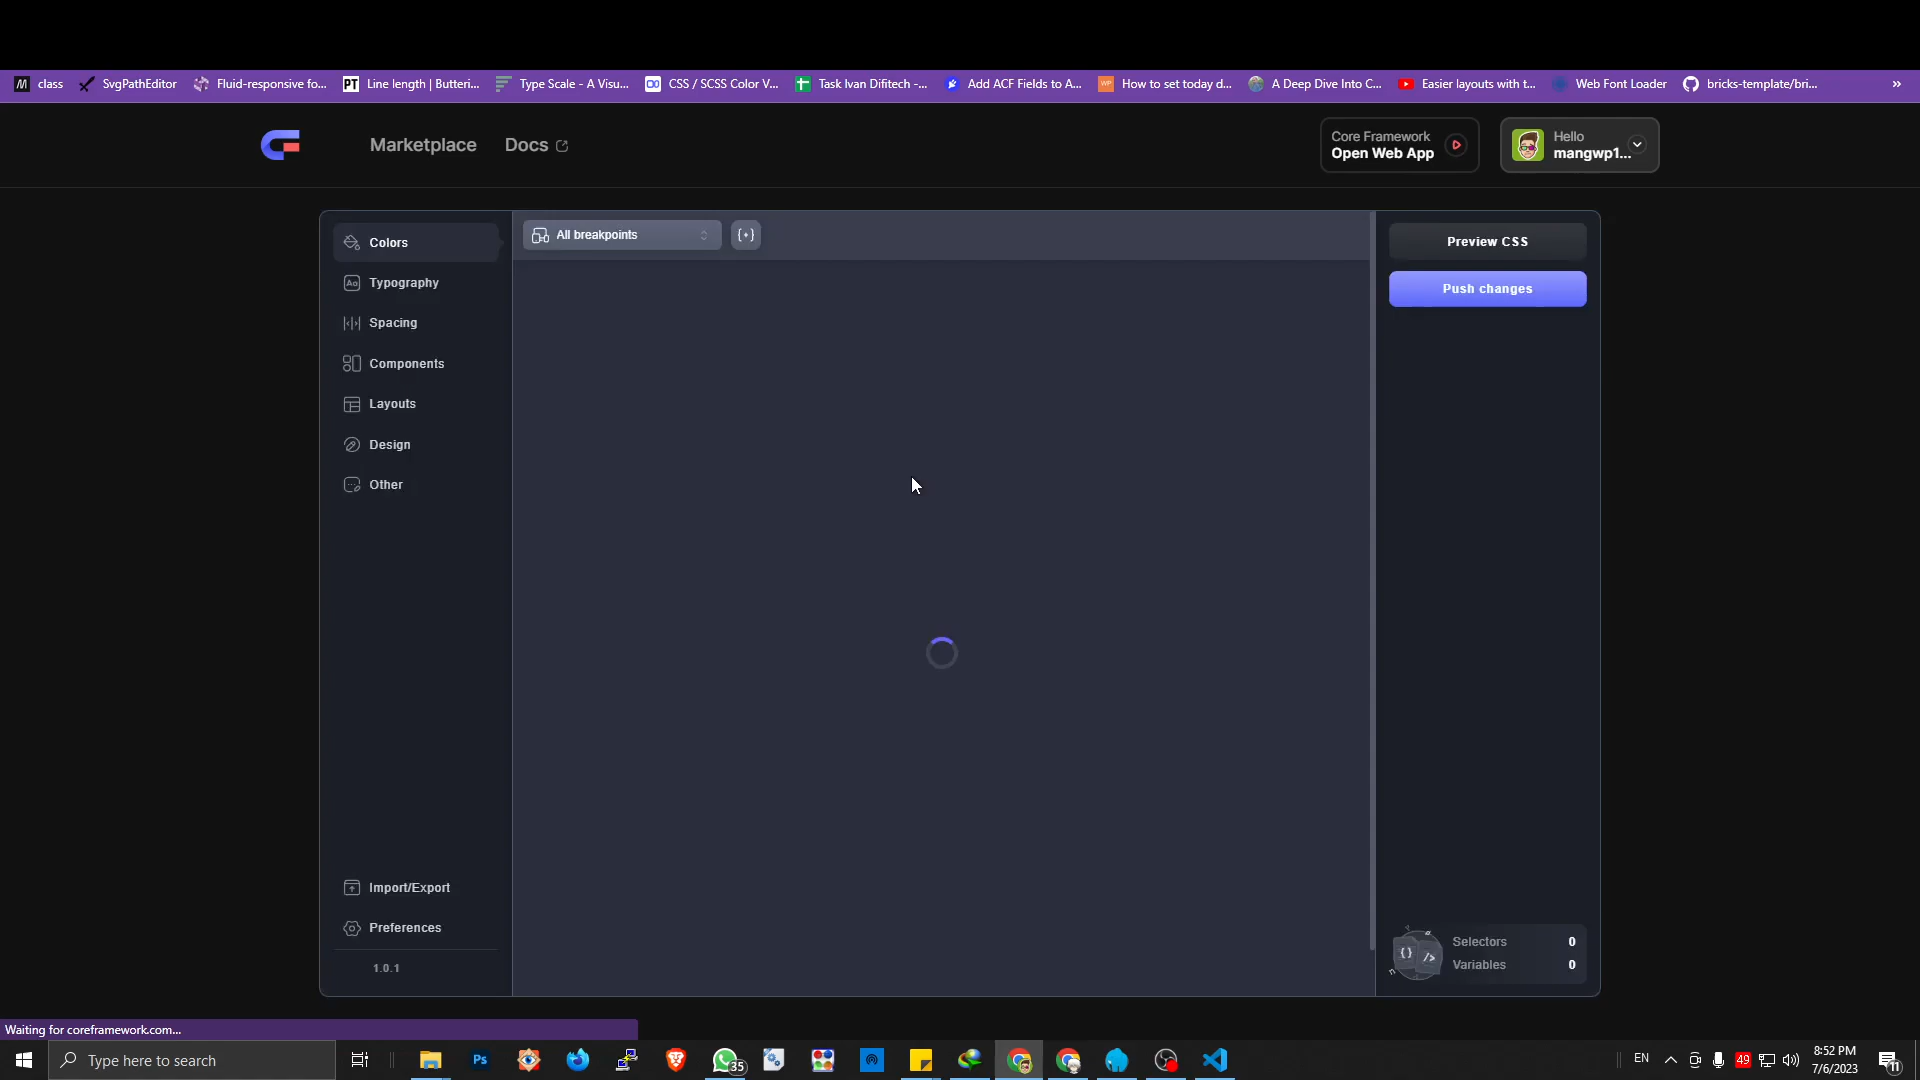 class
SvgPathEditor
Fluid-responsive fo...
PT
Line length | Butteri...
Type Scale - A Visu...
CSS / SCSS Color V...
Task Ivan Difitech -...
Add ACF Fields to A...
WP
How to set today d...
A Deep Dive Into C...
Easier layouts with t...
Web Font Loader
bricks-template/bri...
»
Marketplace
Docs
Core Framework
Open Web App
Hello
mangwp1...
Colors
Typography
Spacing
Components
Layouts
Design
Other
Import/Export
Preferences
1.0.1
All breakpoints
Preview CSS
Push changes
Selectors 0
Variables 0
Waiting for coreframework.com...
Type here to search
Ps
35
EN
49
8:52 PM
7/6/2023
11